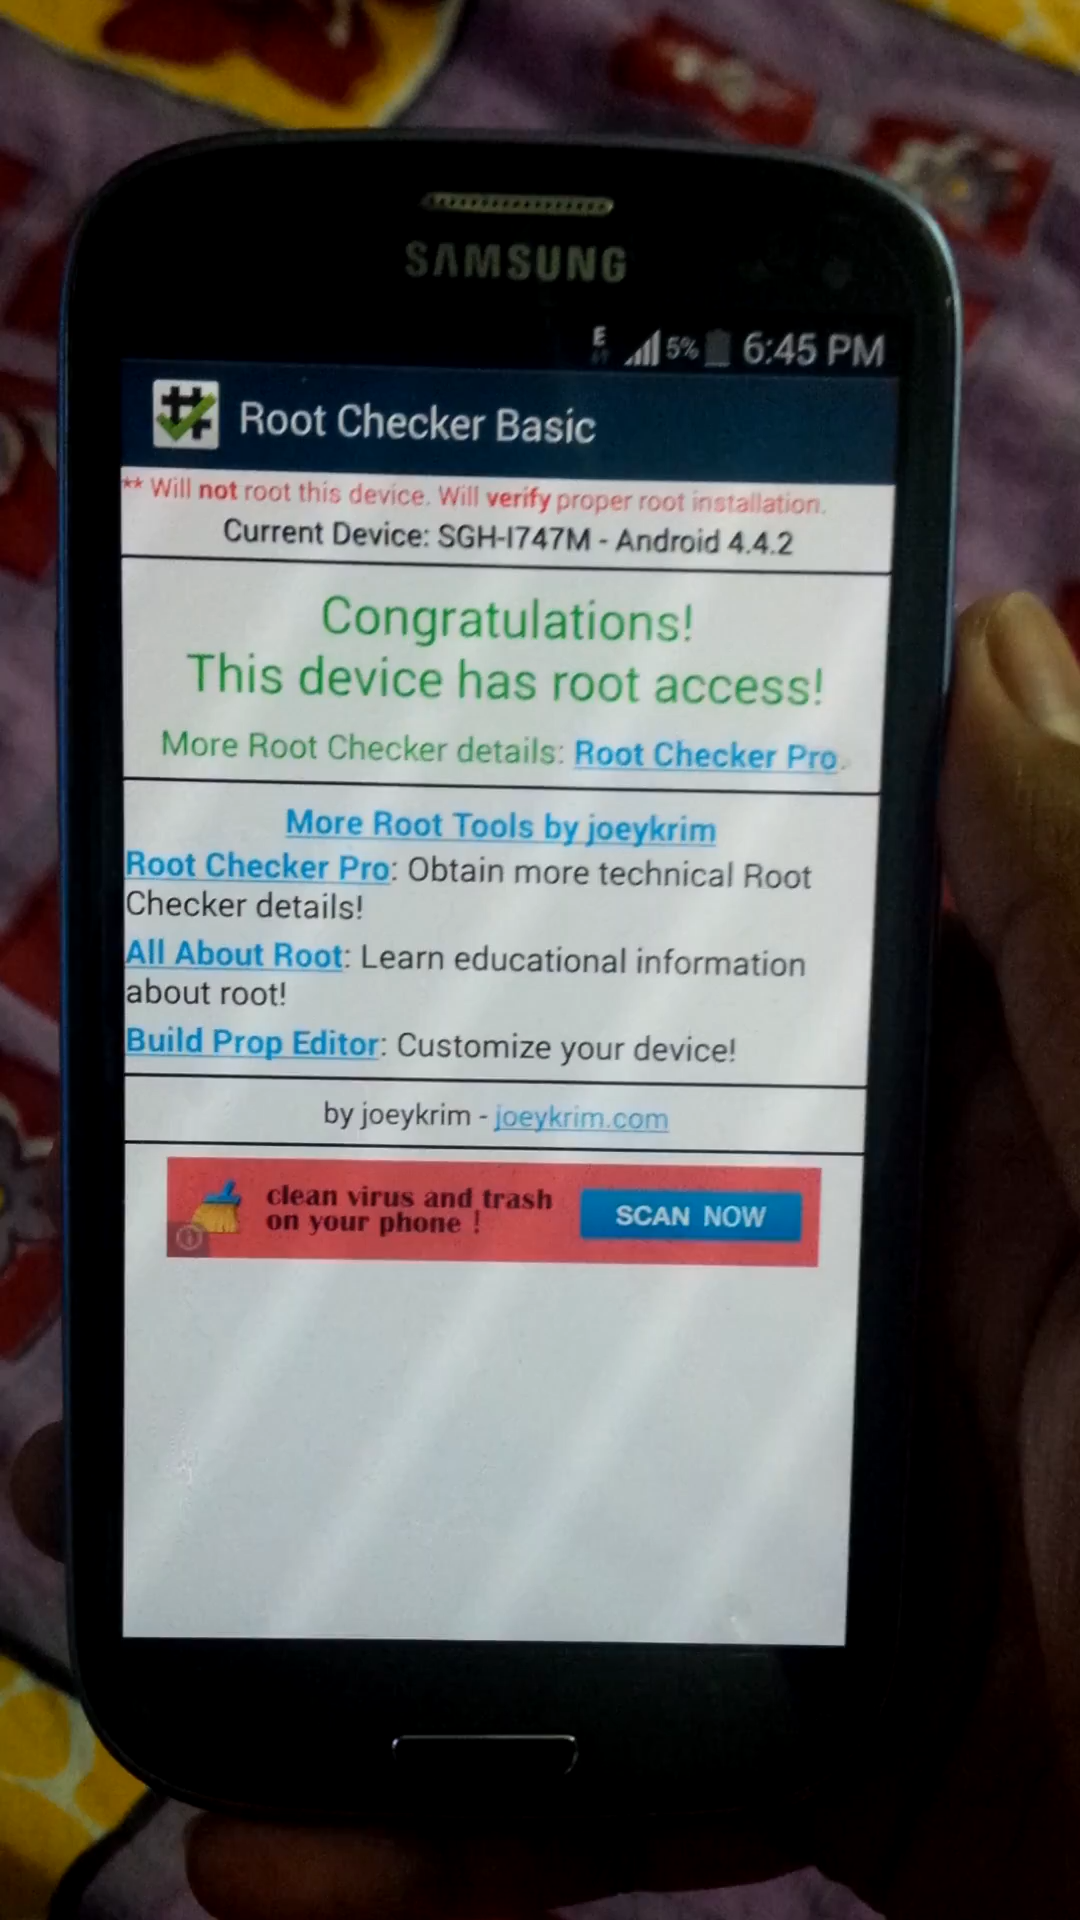 SAMSUNG
E 5% 6:45 PM
Root Checker Basic
** Will not root this device. Will verify proper root installation.
Current Device: SGH-I747M - Android 4.4.2
Congratulations!
This device has root access!
More Root Checker details: Root Checker Pro.
More Root Tools by joeykrim
Root Checker Pro: Obtain more technical Root
Checker details!
All About Root: Learn educational information
about root!
Build Prop Editor: Customize your device!
by joeykrim - joeykrim.com
clean virus and trash
on your phone !
SCAN NOW